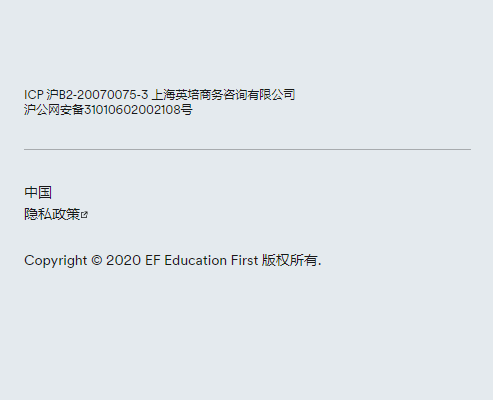 ICP 沪B2-20070075-3 上海英培商务咨询有限公司
沪公网安备31010602002108号
中国
隐私政策
Copyright © 2020 EF Education First 版权所有.